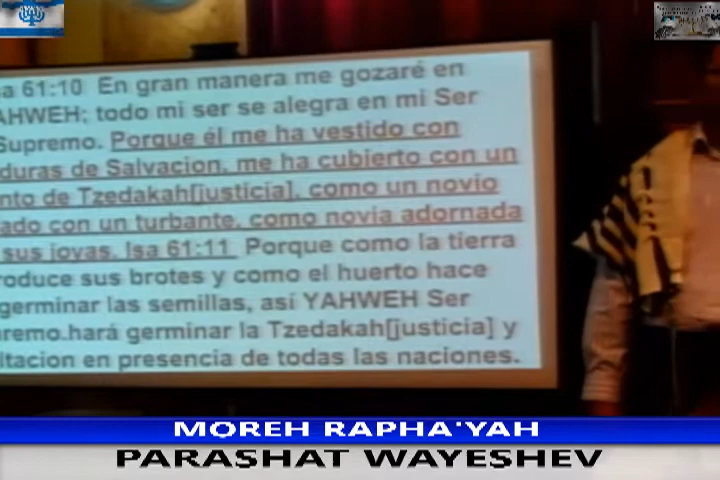 a 61:10 En gran manera me gozaré en
AHWEH; todo mi ser se alegra en mi Ser
Supremo. Porque él me ha vestido con
duras de Salvacion, me ha cubierto con un
nto de Tzedakah[justicia], como un novio
ado con un turbante, como novia adornada
sus joyas. Isa 61:11 Porque como la tierra
roduce sus brotes y como el huerto hace
germinar las semillas, así YAHWEH Ser
premo.hará germinar la Tzedakah[justicia] y
ltacion en presencia de todas las naciones.
MOREH RAPHA'YAH
PARASHAT WAYESHEV